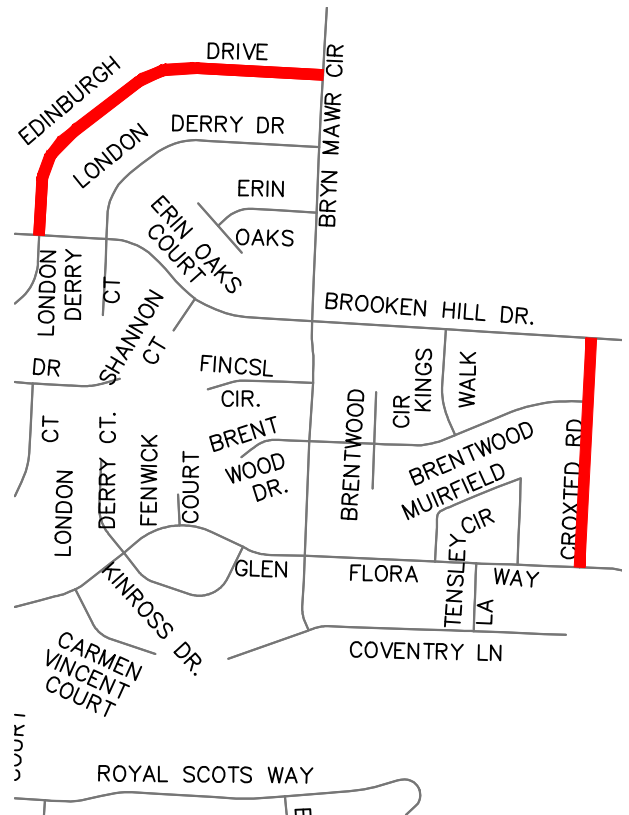 EDINBURGH DRIVE
BRYN MAWR CIR
LONDON DERRY DR
ERIN OAKS
ERIN OAKS
COURT
LONDON
DERRY
CT
SHANNON
CT
BROOKEN HILL DR.
DR
FINCSL
CIR.
KINGS
WALK
CIR
BRENTWOOD
BRENT
WOOD
DR.
BRENTWOOD
CROXTED RD
CT
LONDON
DERRY CT.
FENWICK
COURT
MUIRFIELD
CIR
TENSLEY
LA
GLEN FLORA WAY
KINROSS DR.
COVENTRY LN
CARMEN
VINCENT
COURT
COURT
ROYAL SCOTS WAY